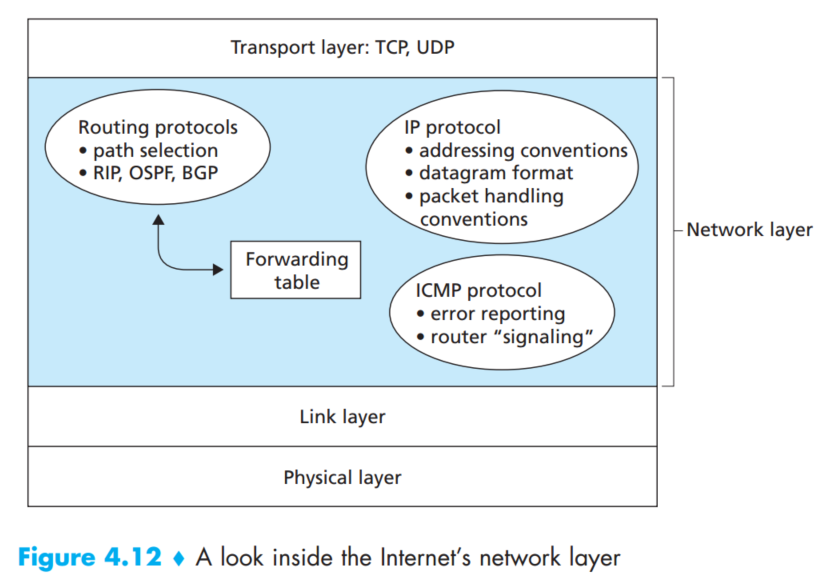 Transport layer: TCP, UDP
Routing protocols
• path selection
• RIP, OSPF, BGP
IP protocol
• addressing conventions
• datagram format
• packet handling
conventions
Network layer
Forwarding
table
ICMP protocol
• error reporting
• router “signaling”
Link layer
Physical layer
Figure 4.12 ♦ A look inside the Internet’s network layer